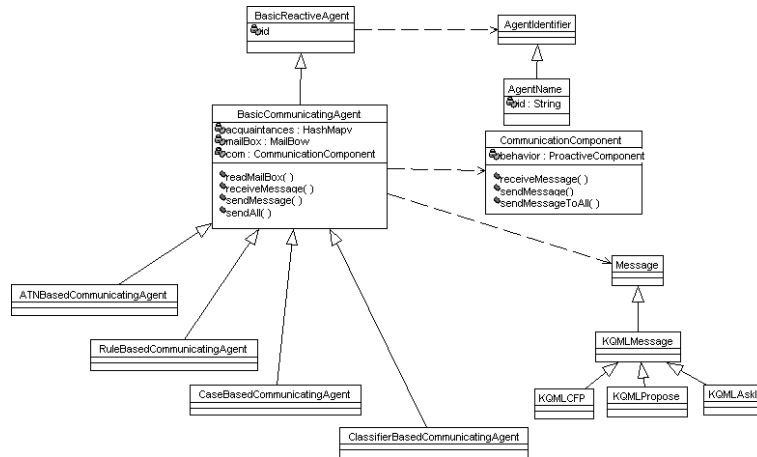 BasicReactiveAgent
id
AgentIdentifier
AgentName
id : String
BasicCommunicatingAgent
acquaintances : HashMapv
mailBox : MailBow
com : CommunicationComponent
readMailBox( )
receiveMessage( )
sendMessage( )
sendAll( )
CommunicationComponent
behavior : ProactiveComponent
receiveMessage( )
sendMessage()
sendMessageToAll( )
Message
ATNBasedCommunicatingAgent
RuleBasedCommunicatingAgent
KQMLMessage
CaseBasedCommunicatingAgent
KQMLCFP
KQMLPropose
KQMLAskI
ClassifierBasedCommunicatingAgent